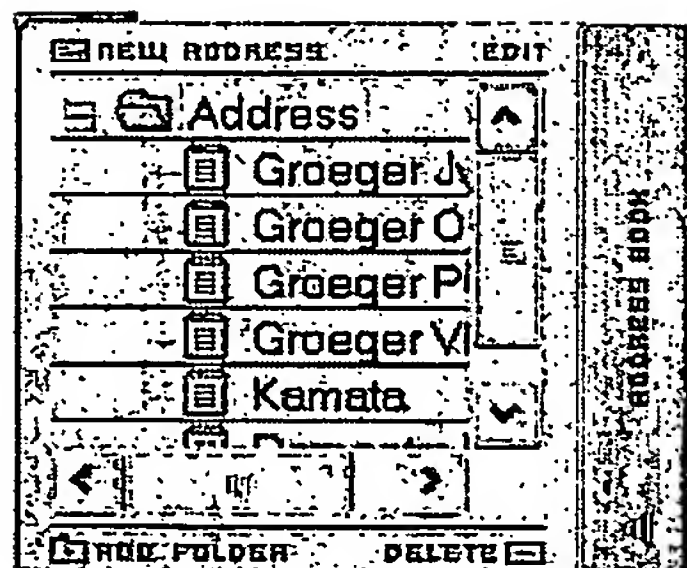 NEW ADDRESS EDIT
Address
Groeger J
Groeger O
Groeger P
Groeger V
Kamata
ADD FOLDER DELETE
ADDRESS BOOK